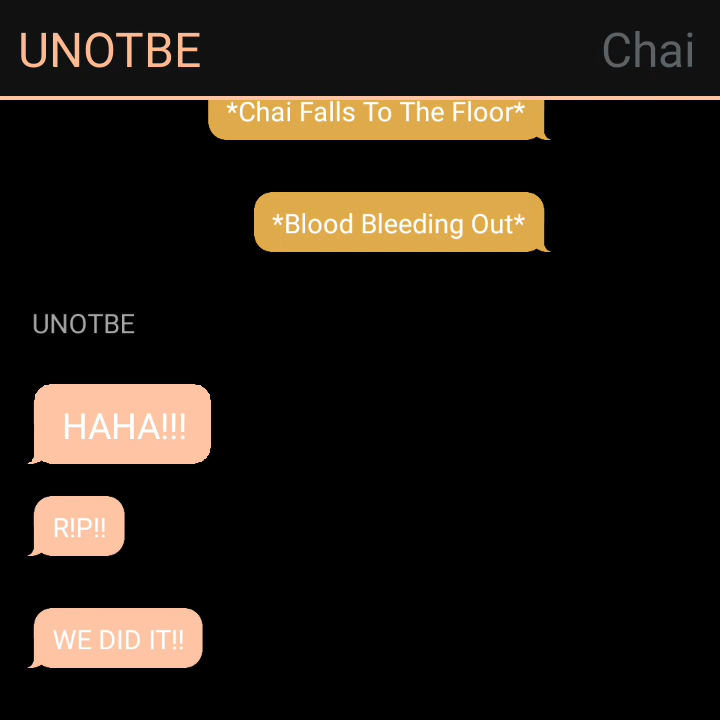 UNOTBE
Chai
*Chai Falls To The Floor*
*Blood Bleeding Out*
UNOTBE
HAHA!!!
R!P!!
WE DID IT!!